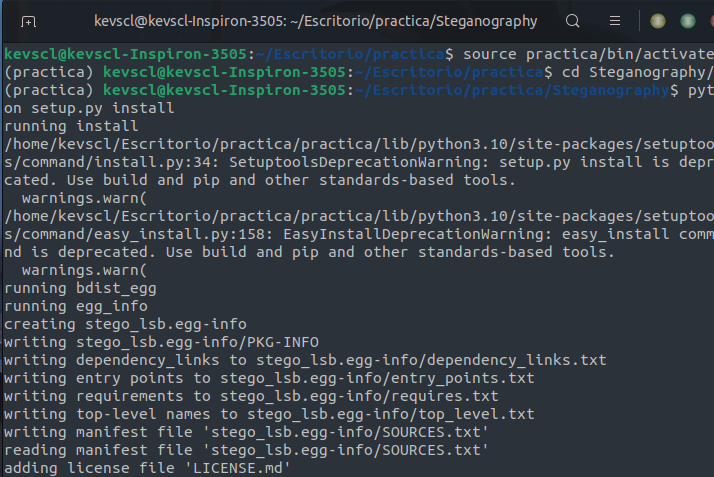 kevscl@kevscl-Inspiron-3505: ~/Escritorio/practica/Steganography
kevscl@kevscl-Inspiron-3505:~/Escritorio/practica$ source practica/bin/activate
(practica) kevscl@kevscl-Inspiron-3505:~/Escritorio/practica$ cd Steganography/
(practica) kevscl@kevscl-Inspiron-3505:~/Escritorio/practica/Steganography$ pyt
on setup.py install
running install
/home/kevscl/Escritorio/practica/practica/lib/python3.10/site-packages/setuptoo
s/command/install.py:34: SetuptoolsDeprecationWarning: setup.py install is depr
cated. Use build and pip and other standards-based tools.
warnings.warn(
/home/kevscl/Escritorio/practica/practica/lib/python3.10/site-packages/setuptoo
s/command/easy_install.py:158: EasyInstallDeprecationWarning: easy_install comm
nd is deprecated. Use build and pip and other standards-based tools.
warnings.warn(
running bdist_egg
running egg_info
creating stego_lsb.egg-info
writing stego_lsb.egg-info/PKG-INFO
writing dependency_links to stego_lsb.egg-info/dependency_links.txt
writing entry points to stego_lsb.egg-info/entry_points.txt
writing requirements to stego_lsb.egg-info/requires.txt
writing top-level names to stego_lsb.egg-info/top_level.txt
writing manifest file 'stego_lsb.egg-info/SOURCES.txt'
reading manifest file 'stego_lsb.egg-info/SOURCES.txt'
adding license file 'LICENSE.md'